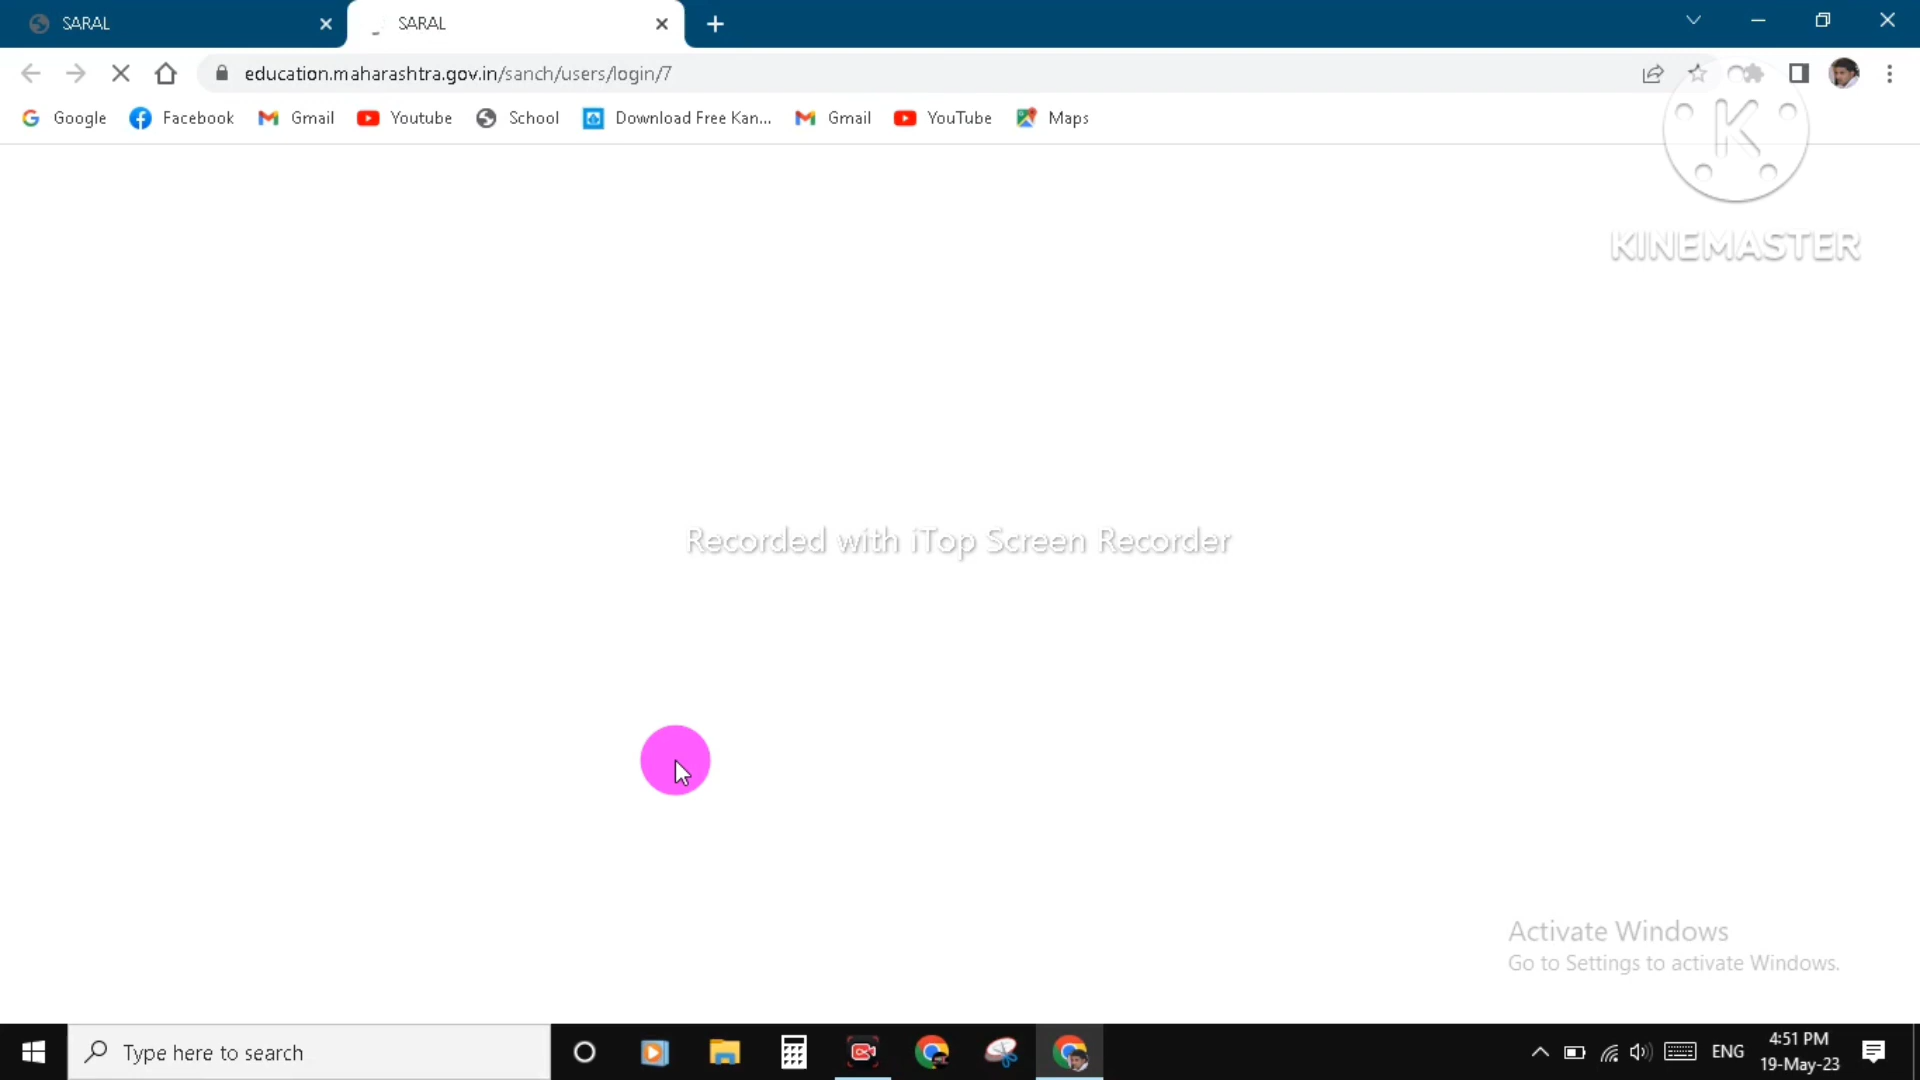 SARAL
SARAL
education.maharashtra.gov.in/sanch/users/login/7
Google Facebook Gmail Youtube School Download Free Kan... Gmail YouTube Maps
K
KINEMASTER
Recorded with iTop Screen Recorder
Activate Windows
Go to Settings to activate Windows.
Type here to search
ENG
4:51 PM
19-May-23